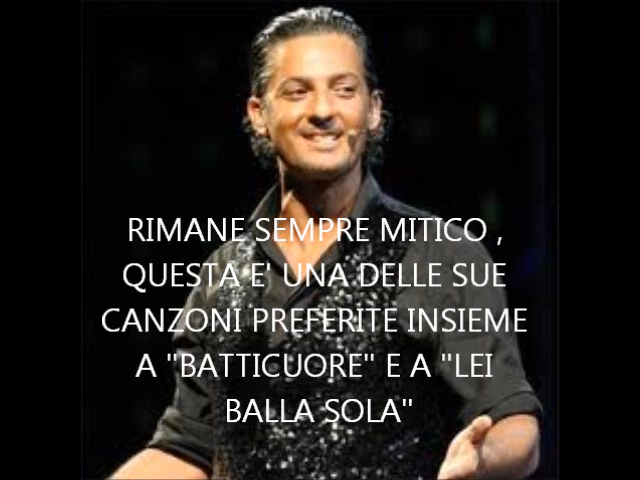 RIMANE SEMPRE MITICO ,
QUESTA E' UNA DELLE SUE
CANZONI PREFERITE INSIEME
A "BATTICUORE" E A "LEI
BALLA SOLA"